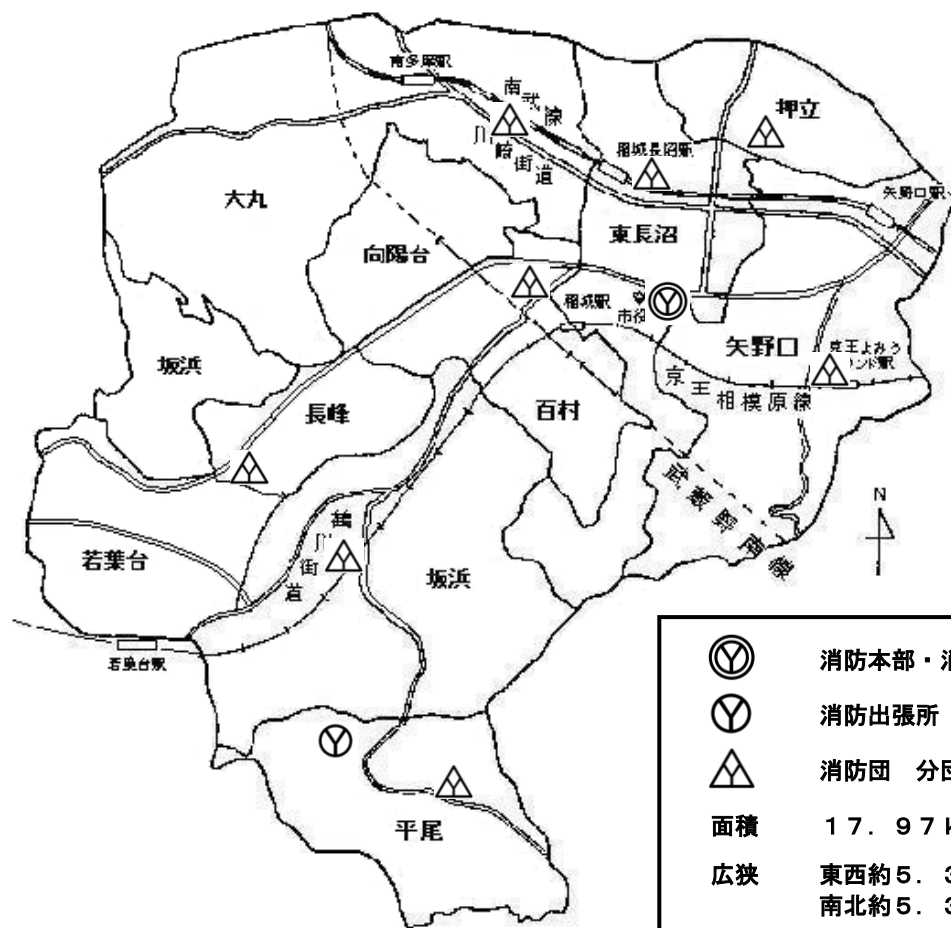 南多摩駅
南武線
川崎街道
押立
稲城長沼駅
矢野口駅
大丸
東長沼
向陽台
稲城駅
市役
矢野口
京王よみう
ンド駅
坂浜
京王相模原線
長峰
百村
武蔵野南線
N
鶴川街道
若葉台
坂浜
若葉台駅
消防本部・消
消防出張所
消防団 分団
面積 17.97k
広狭 東西約5.3
南北約5.3
平尾